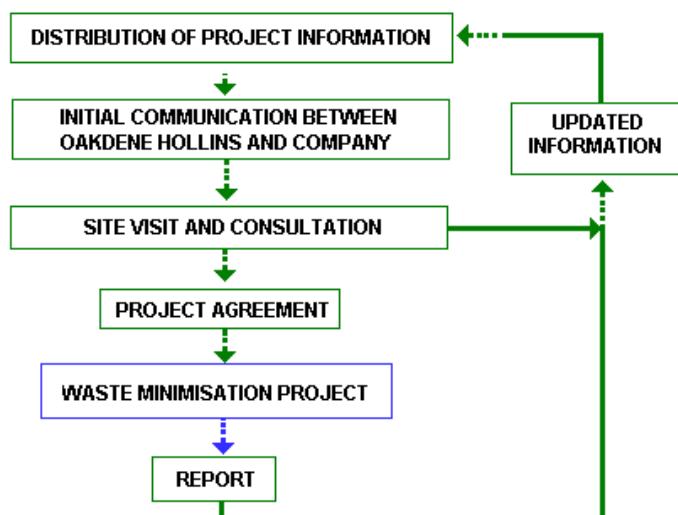 DISTRIBUTION OF PROJECT INFORMATION
INITIAL COMMUNICATION BETWEEN
OAKDENE HOLLINS AND COMPANY
UPDATED
INFORMATION
SITE VISIT AND CONSULTATION
PROJECT AGREEMENT
WASTE MINIMISATION PROJECT
REPORT